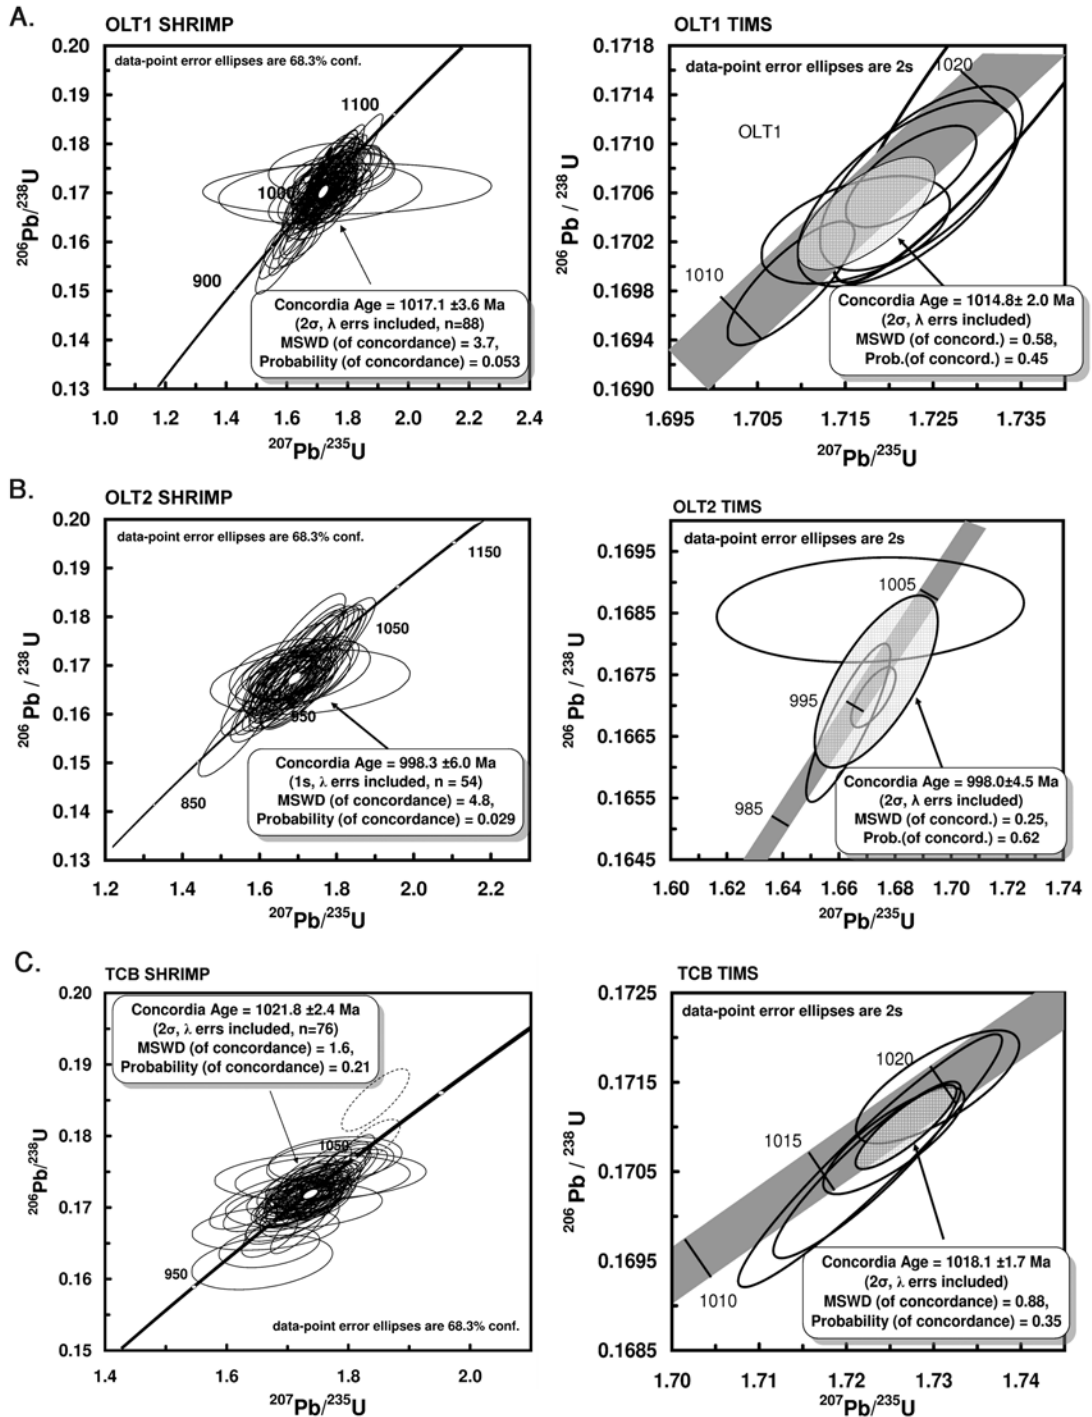 A.
OLT1 SHRIMP
data-point error ellipses are 68.3% conf.
0.20
0.19
0.18
0.17
0.16
0.15
0.14
0.13
²⁰⁶Pb/²³⁸U
1100
1000
900
Concordia Age = 1017.1 ±3.6 Ma
(2σ, λ errs included, n=88)
MSWD (of concordance) = 3.7,
Probability (of concordance) = 0.053
1.0 1.2 1.4 1.6 1.8 2.0 2.2 2.4
²⁰⁷Pb/²³⁵U
OLT1 TIMS
data-point error ellipses are 2s
0.1718
0.1714
0.1710
0.1706
0.1702
0.1698
0.1694
0.1690
²⁰⁶Pb / ²³⁸U
1020
OLT1
1010
Concordia Age = 1014.8± 2.0 Ma
(2σ, λ errs included)
MSWD (of concord.) = 0.58,
Prob.(of concord.) = 0.45
1.695 1.705 1.715 1.725 1.735
²⁰⁷Pb/²³⁵U
B.
OLT2 SHRIMP
data-point error ellipses are 68.3% conf.
0.20
0.19
0.18
0.17
0.16
0.15
0.14
0.13
²⁰⁶Pb / ²³⁸U
1150
1050
950
850
Concordia Age = 998.3 ±6.0 Ma
(1s, λ errs included, n = 54)
MSWD (of concordance) = 4.8,
Probability (of concordance) = 0.029
1.2 1.4 1.6 1.8 2.0 2.2
²⁰⁷Pb/²³⁵U
OLT2 TIMS
data-point error ellipses are 2s
0.1695
0.1685
0.1675
0.1665
0.1655
0.1645
²⁰⁶Pb / ²³⁸U
1005
995
985
Concordia Age = 998.0±4.5 Ma
(2σ, λ errs included)
MSWD (of concord.) = 0.25,
Prob.(of concord.) = 0.62
1.60 1.62 1.64 1.66 1.68 1.70 1.72 1.74
²⁰⁷Pb/²³⁵U
C.
TCB SHRIMP
0.20
0.19
0.18
0.17
0.16
0.15
²⁰⁶Pb/²³⁸U
Concordia Age = 1021.8 ±2.4 Ma
(2σ, λ errs included, n=76)
MSWD (of concordance) = 1.6,
Probability (of concordance) = 0.21
1050
950
data-point error ellipses are 68.3% conf.
1.4 1.6 1.8 2.0
²⁰⁷Pb/²³⁵U
TCB TIMS
data-point error ellipses are 2s
0.1725
0.1715
0.1705
0.1695
0.1685
²⁰⁶Pb / ²³⁸U
1020
1015
1010
Concordia Age = 1018.1 ±1.7 Ma
(2σ, λ errs included)
MSWD (of concordance) = 0.88,
Probability (of concordance) = 0.35
1.70 1.71 1.72 1.73 1.74
²⁰⁷Pb/²³⁵U